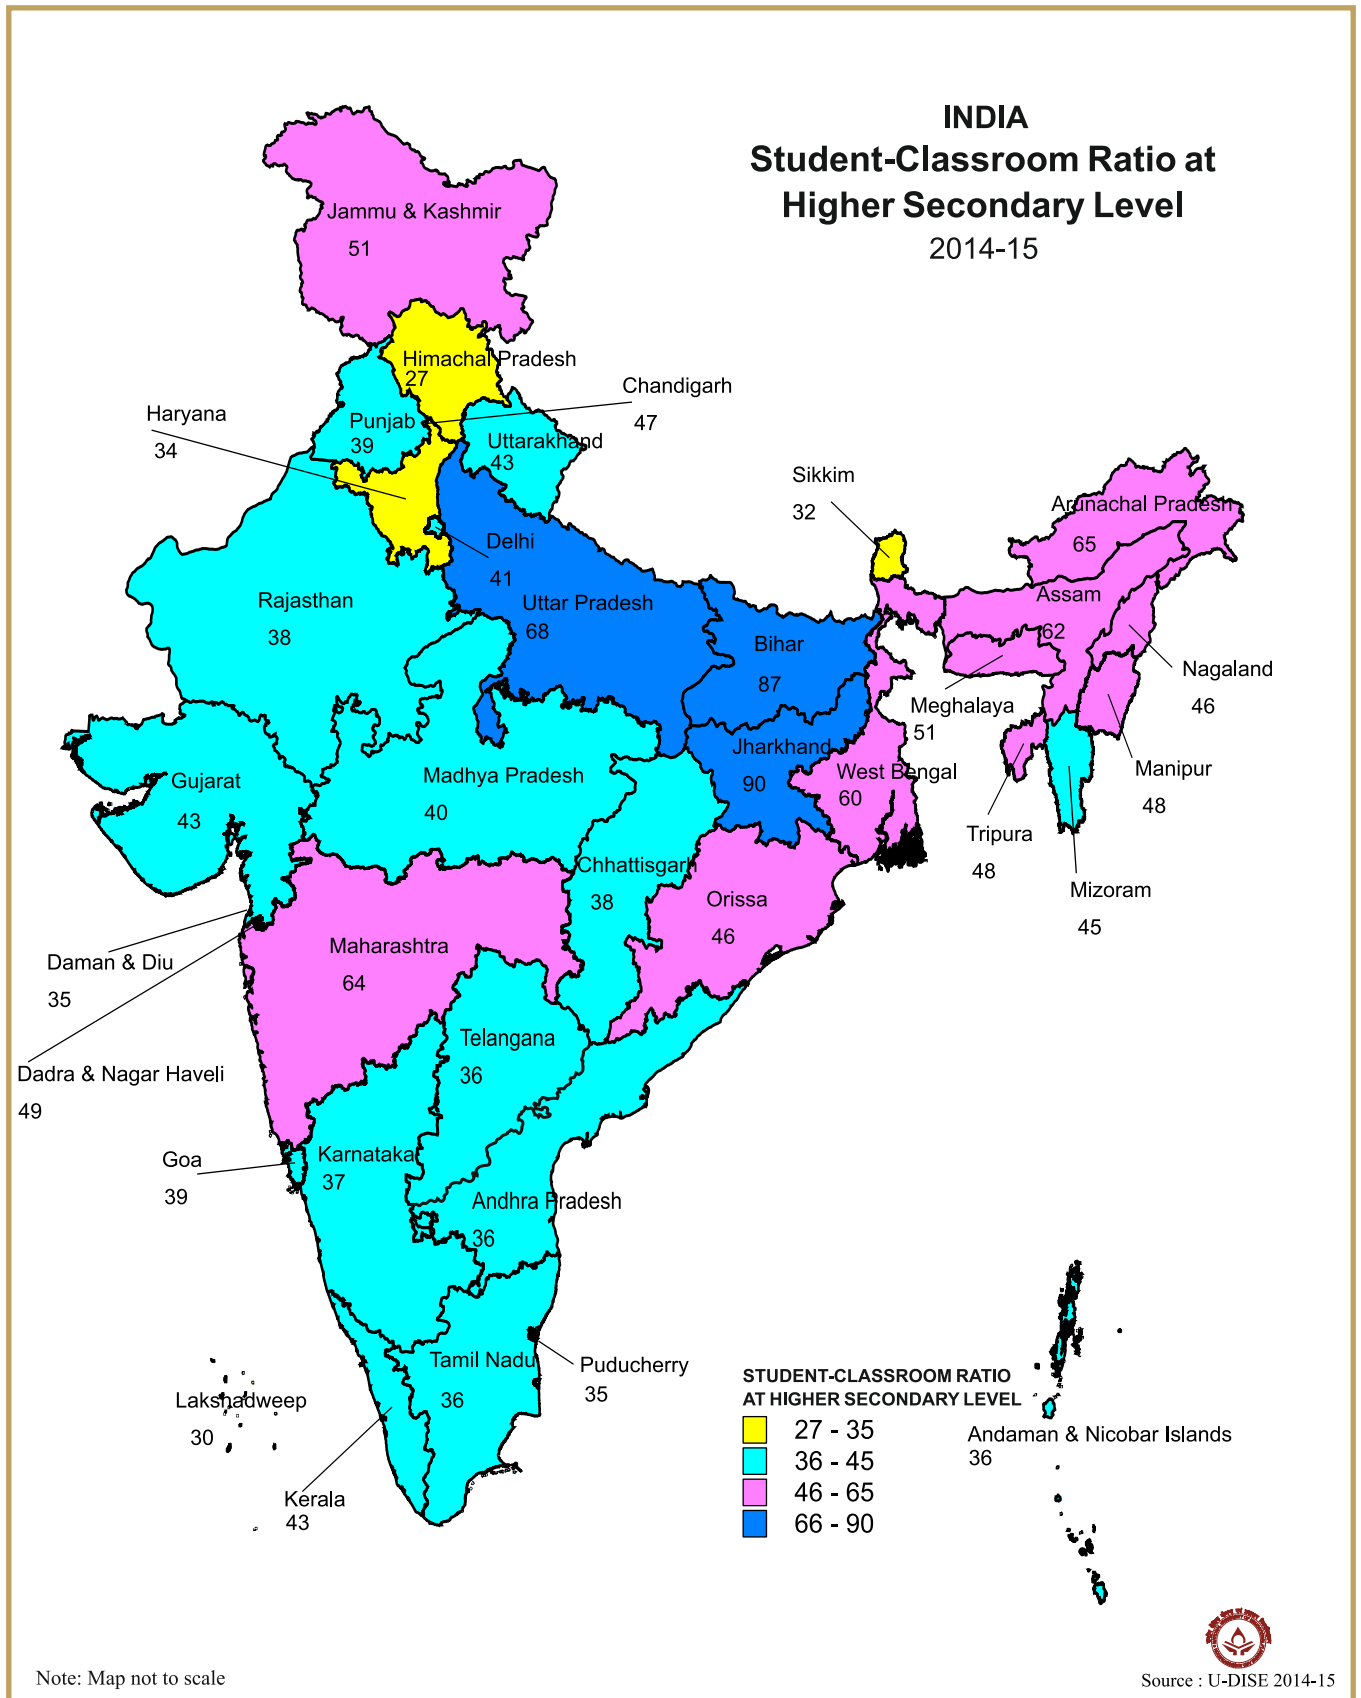 INDIA
Student-Classroom Ratio at
Higher Secondary Level
2014-15
Jammu & Kashmir
51
Himachal Pradesh
27
Chandigarh
47
Haryana
34
Punjab
39
Uttarakhand
43
Sikkim
32
Arunachal Pradesh
65
Delhi
41
Rajasthan
38
Uttar Pradesh
68
Assam
62
Bihar
87
Nagaland
46
Meghalaya
51
Jharkhand
90
West Bengal
60
Manipur
48
Gujarat
43
Madhya Pradesh
40
Tripura
48
Chhattisgarh
38
Mizoram
45
Orissa
46
Maharashtra
64
Daman & Diu
35
Telangana
36
Dadra & Nagar Haveli
49
Goa
39
Karnataka
37
Andhra Pradesh
36
Tamil Nadu
36
Puducherry
35
Lakshadweep
30
Kerala
43
STUDENT-CLASSROOM RATIO
AT HIGHER SECONDARY LEVEL
27 - 35
36 - 45
46 - 65
66 - 90
Andaman & Nicobar Islands
36
Note: Map not to scale
Source : U-DISE 2014-15